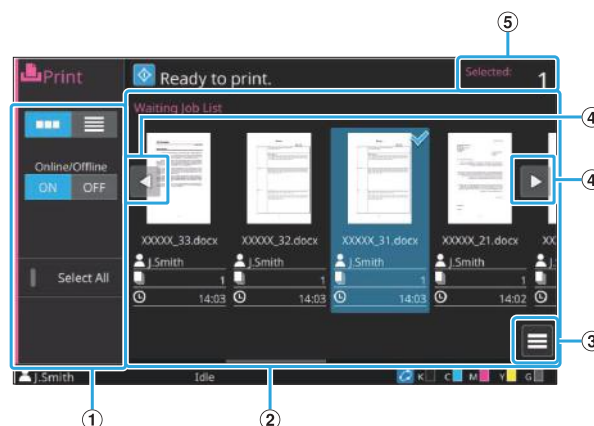 5
Print
Ready to print.
Selected:
1
Waiting Job List
4
Online/Offline
ON OFF
4
XXXXX_33.docx XXXXX_32.docx XXXXX_31.docx XXXXX_21.docx XX
J.Smith J.Smith J.Smith J.Smith J.
1 1 1 1
Select All
14:03 14:03 14:03 14:02
3
J.Smith Idle K C M Y G
1 2